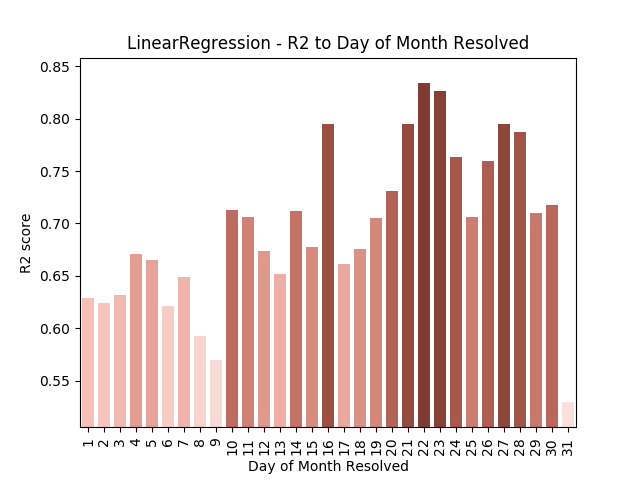 LinearRegression - R2 to Day of Month Resolved
R2 score
0.85
0.80
0.75
0.70
0.65
0.60
0.55
1 2 3 4 5 6 7 8 9 10 11 12 13 14 15 16 17 18 19 20 21 22 23 24 25 26 27 28 29 30 31
Day of Month Resolved